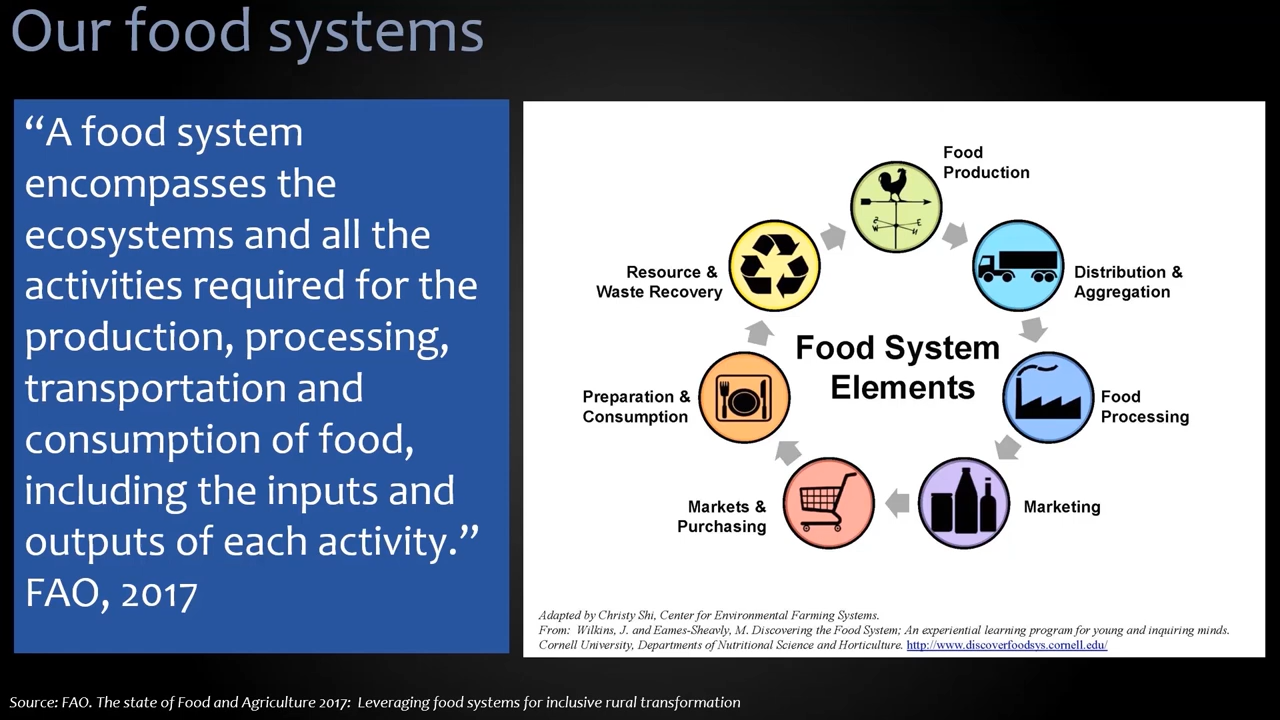 Our food systems
“A food system
encompasses the
ecosystems and all the
activities required for the
production, processing,
transportation and
consumption of food,
including the inputs and
outputs of each activity.”
FAO, 2017
Food
Production
Distribution &
Aggregation
Food
Processing
Marketing
Markets &
Purchasing
Preparation &
Consumption
Resource &
Waste Recovery
Food System
Elements
Adapted by Christy Shi, Center for Environmental Farming Systems.
From: Wilkins, J. and Eames-Sheavly, M. Discovering the Food System; An experiential learning program for young and inquiring minds.
Cornell University, Departments of Nutritional Science and Horticulture. http://www.discoverfoodsys.cornell.edu/
Source: FAO. The state of Food and Agriculture 2017: Leveraging food systems for inclusive rural transformation